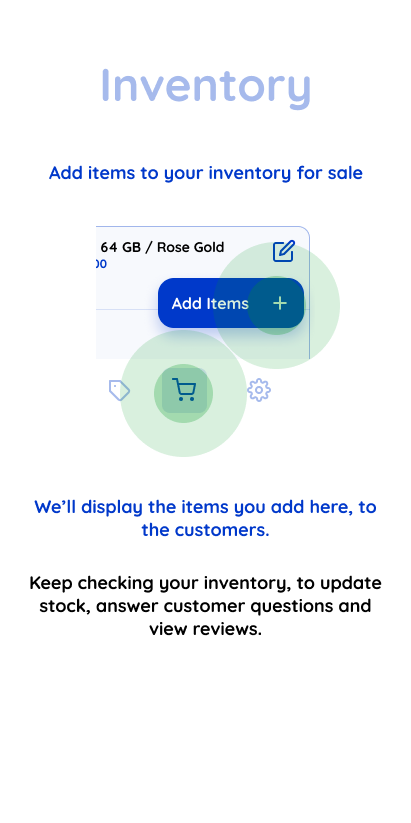 Inventory
Add items to your inventory for sale
64 GB / Rose Gold
00
Add Items
We’ll display the items you add here, to
the customers.
Keep checking your inventory, to update
stock, answer customer questions and
view reviews.